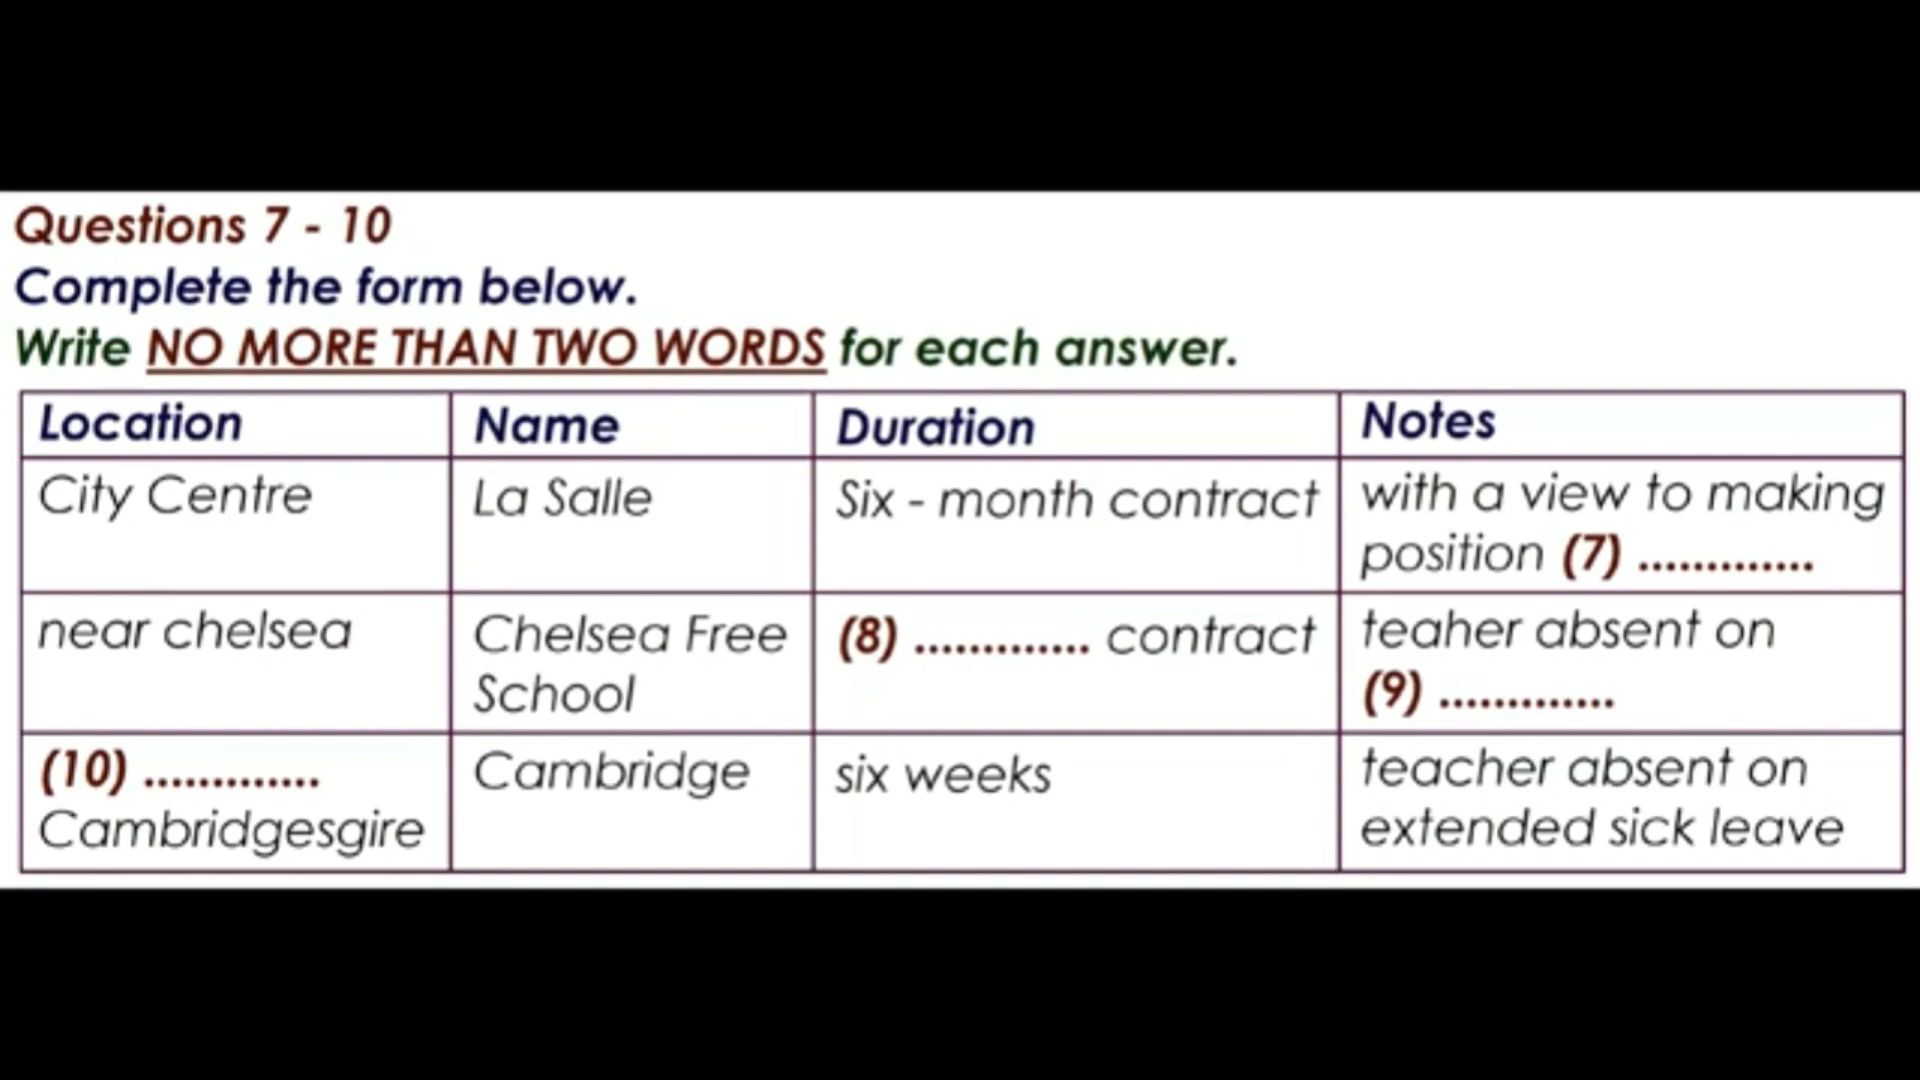 Questions 7 - 10
Complete the form below.
Write NO MORE THAN TWO WORDS for each answer.
Location Name Duration Notes
City Centre La Salle Six - month contract with a view to making
position (7) .............
near chelsea Chelsea Free School (8) ............. contract teaher absent on
(9) .............
(10) ............. Cambridge six weeks teacher absent on
Cambridgesgire extended sick leave